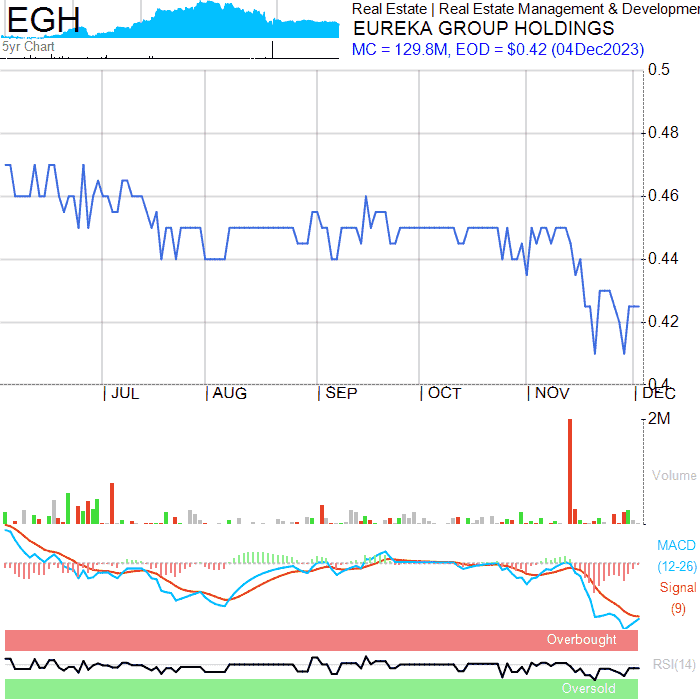 EGH
5yr Chart
Real Estate | Real Estate Management & Developmen
EUREKA GROUP HOLDINGS
MC = 129.8M, EOD = $0.42 (04Dec2023)
0.5
0.48
0.46
0.44
0.42
0.4
JUL AUG SEP OCT NOV DEC
2M
Volume
MACD
(12-26)
Signal
(9)
Overbought
RSI(14)
Oversold